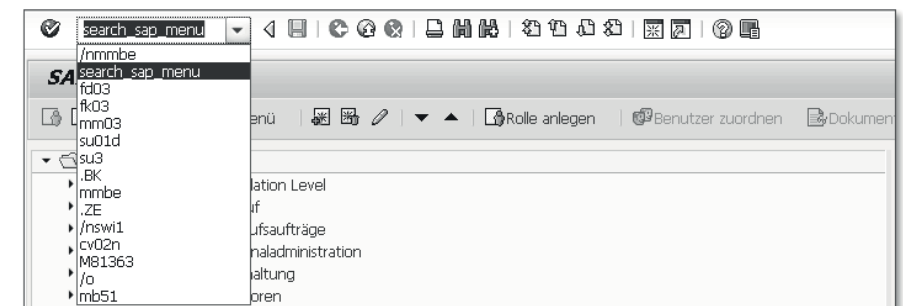 search_sap_menu
/nmmbe
search_sap_menu
SA
fd03
fk03
enü Rolle anlegen Benutzer zuordnen Dokumen
mm03
su01d
su3
.BK
lation Level
mmbe
.ZE
uf
/nswi1
ufsaufträge
cv02n
naladministration
M81363
/o
altung
mb51
oren